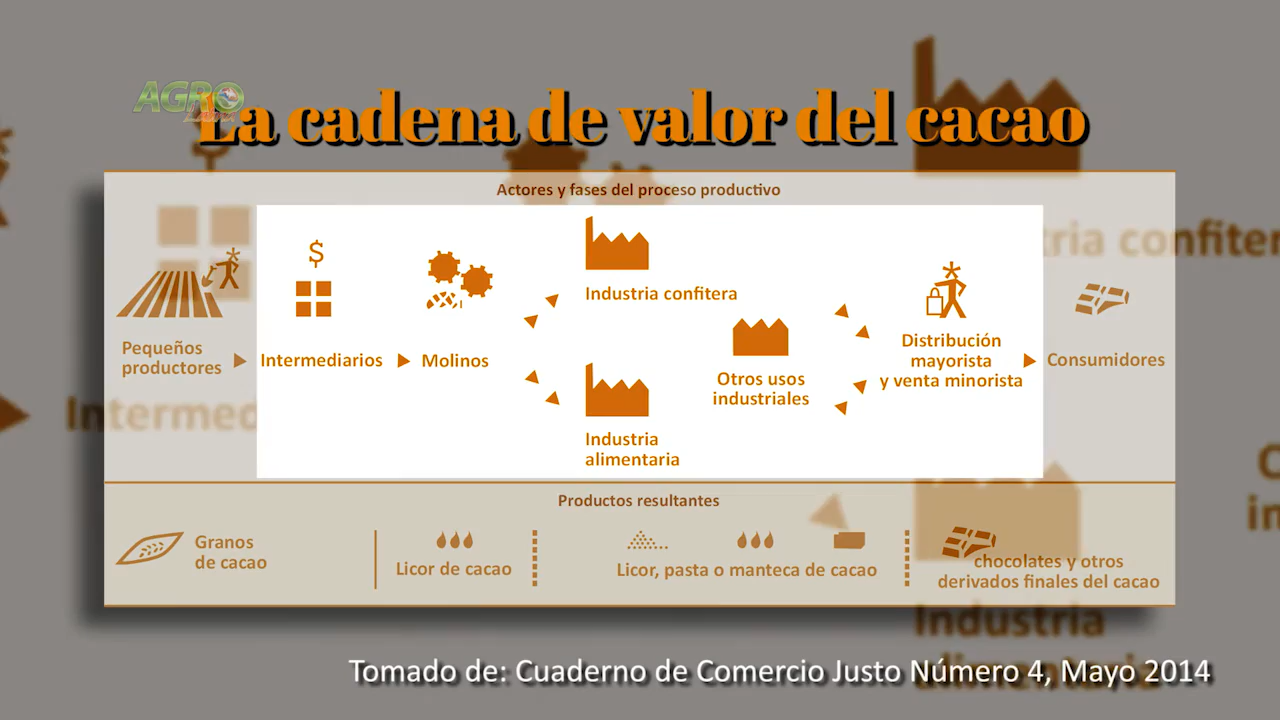 AGRO
La cadena de valor del cacao
Actores y fases del proceso productivo
$
Pequeños
productores
Intermediarios
Molinos
Industria confitera
Industria
alimentaria
Otros usos
industriales
Distribución
mayorista
y venta minorista
Consumidores
Productos resultantes
Granos
de cacao
Licor de cacao
Licor, pasta o manteca de cacao
chocolates y otros
derivados finales del cacao
Tomado de: Cuaderno de Comercio Justo Número 4, Mayo 2014